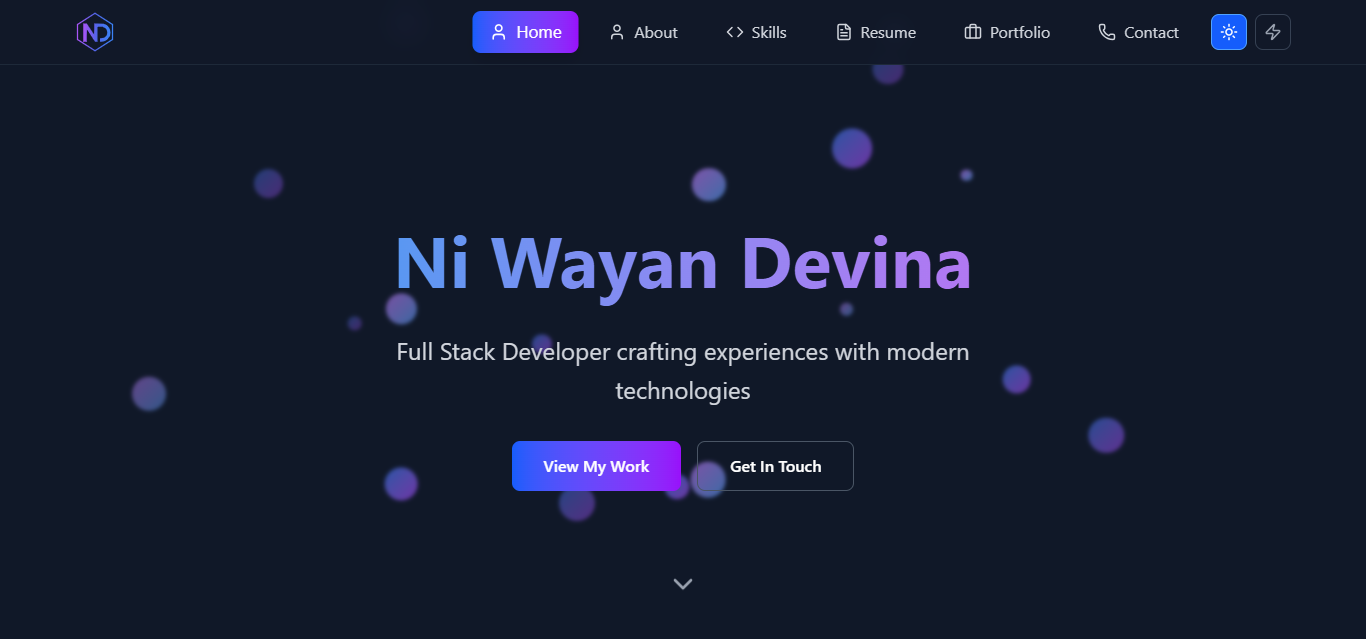 ND Home About Skills Resume Portfolio Contact
Ni Wayan Devina
Full Stack Developer crafting experiences with modern
technologies
View My Work Get In Touch